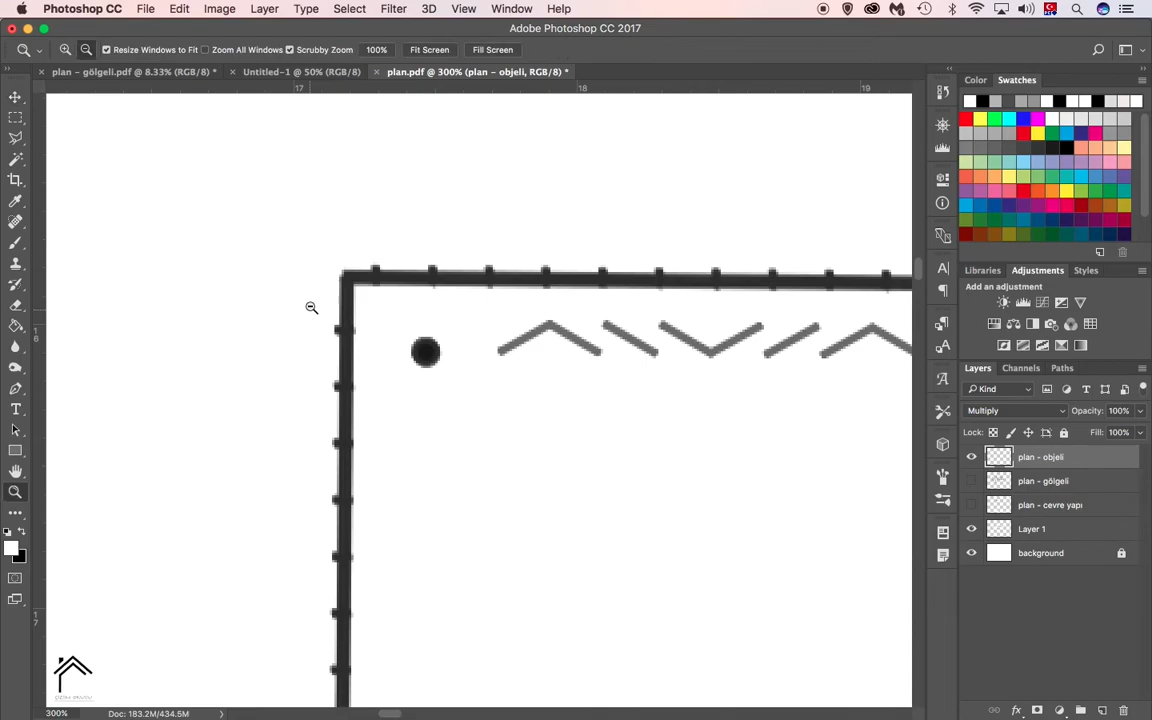 Photoshop CC File Edit Image Layer Type Select Filter 3D View Window Help
Adobe Photoshop CC 2017
Resize Windows to Fit Zoom All Windows Scrubby Zoom 100% Fit Screen Fill Screen
plan - gölgeli.pdf @ 8.33% (RGB/8) * Untitled-1 @ 50% (RGB/8) plan.pdf @ 300% (plan - objeli, RGB/8) *
17 18 19
Color Swatches
Libraries Adjustments Styles
Add an adjustment
1
6
Layers Channels Paths
Kind
Multiply Opacity: 100%
Lock: Fill: 100%
plan - objeli
plan - gölgeli
plan - cevre yapı
Layer 1
background
1
7
300% Doc: 183.2M/434.5M